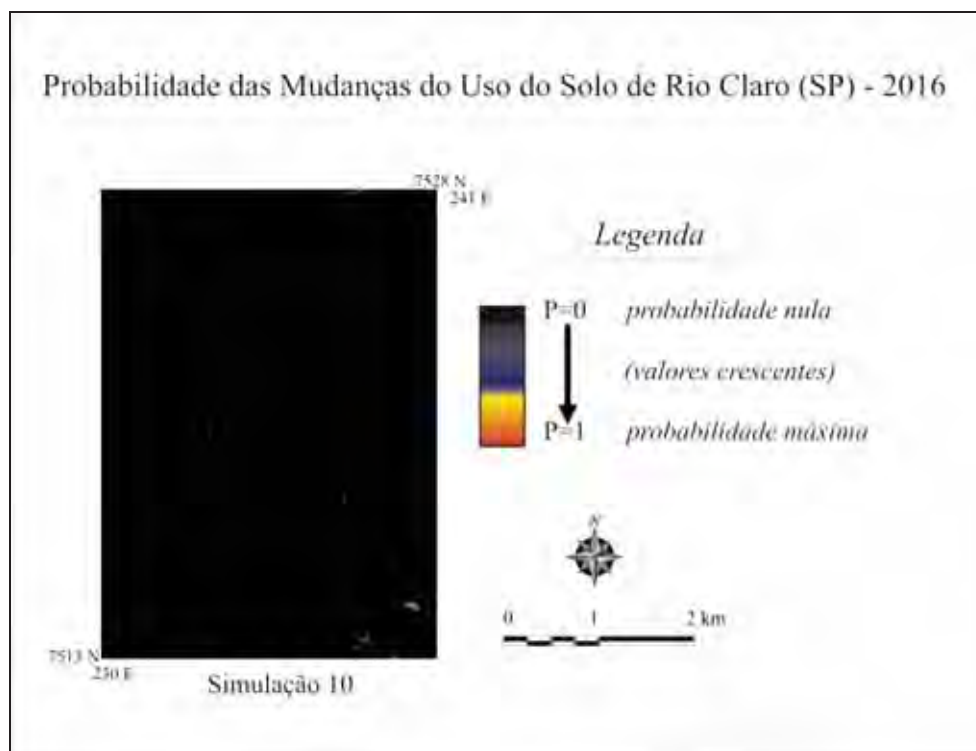 Probabilidade das Mudanças do Uso do Solo de Rio Claro (SP) - 2016
7528 N
241 E
Legenda
P=0 probabilidade nula
(valores crescentes)
P=1 probabilidade máxima
N
0 1 2 km
7513 N
230 E
Simulação 10